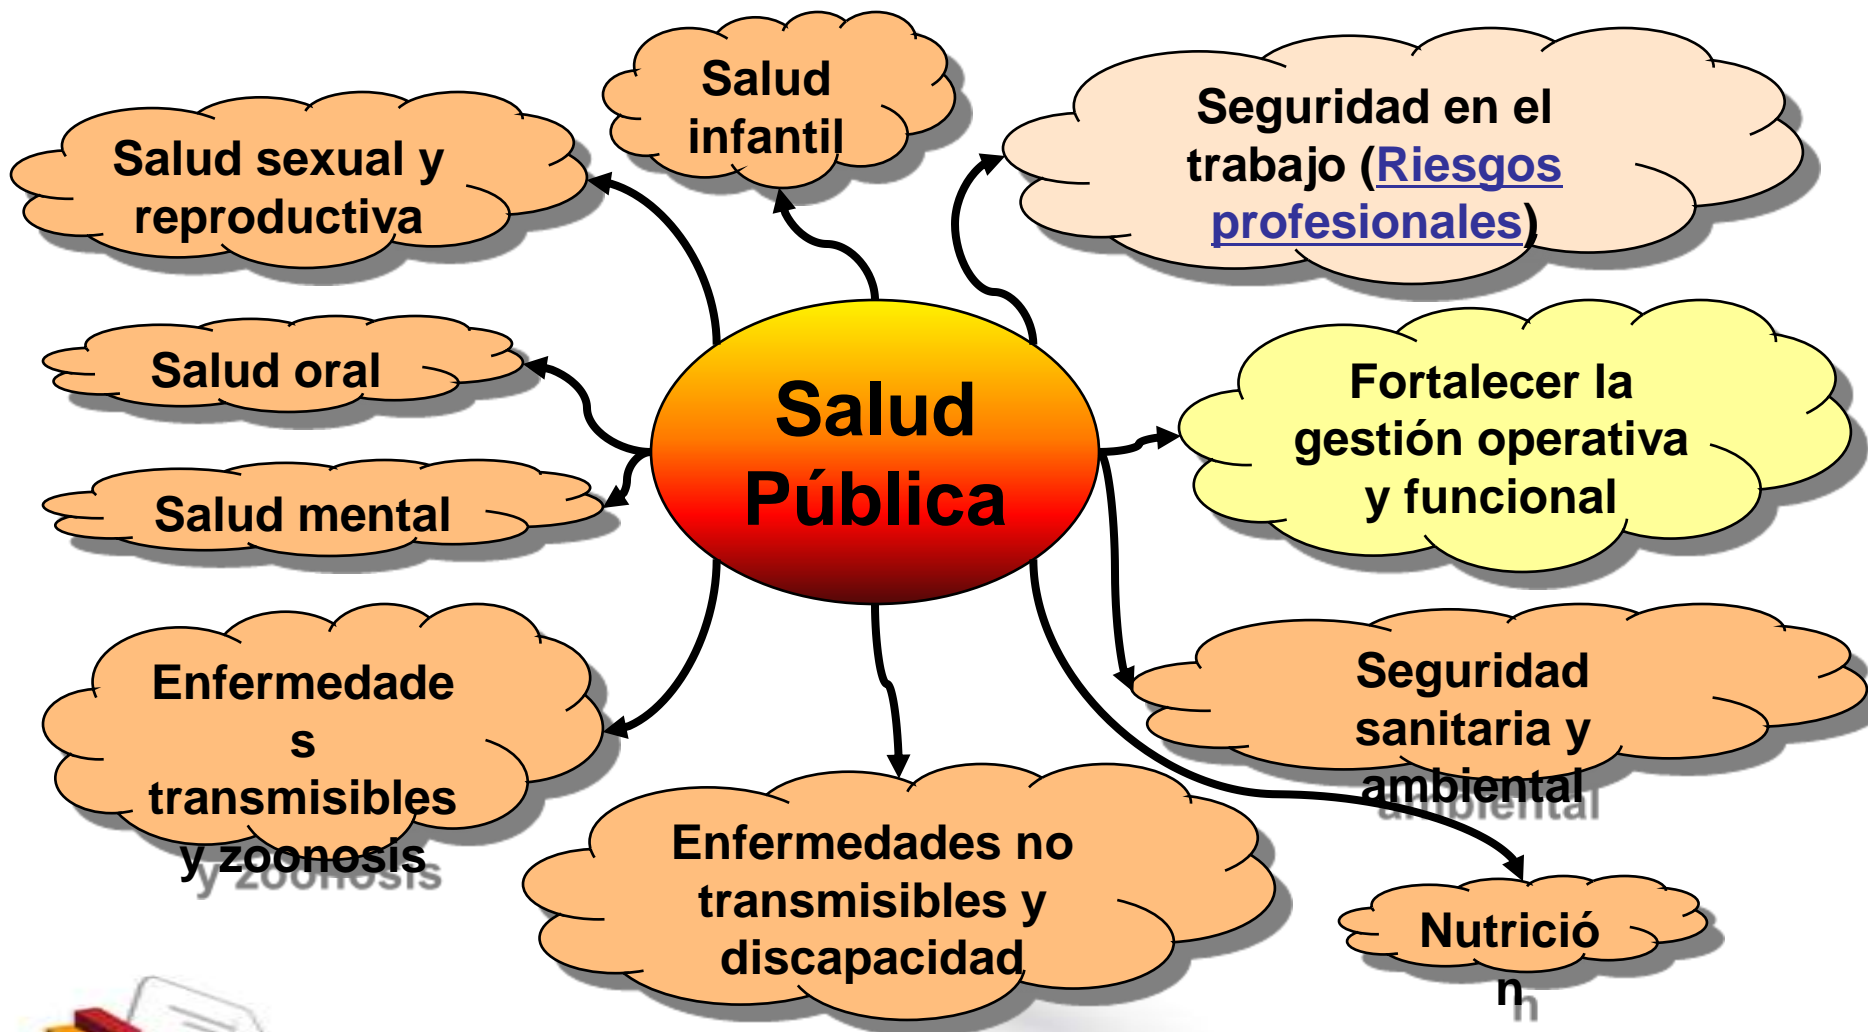 Salud
infantil
Seguridad en el
trabajo (Riesgos
profesionales)
Salud sexual y
reproductiva
Salud oral
Salud
Pública
Fortalecer la
gestión operativa
y funcional
Salud mental
Enfermedade
s
transmisibles
y zoonosis
Seguridad
sanitaria y
ambiental
Enfermedades no
transmisibles y
discapacidad
Nutrició
n